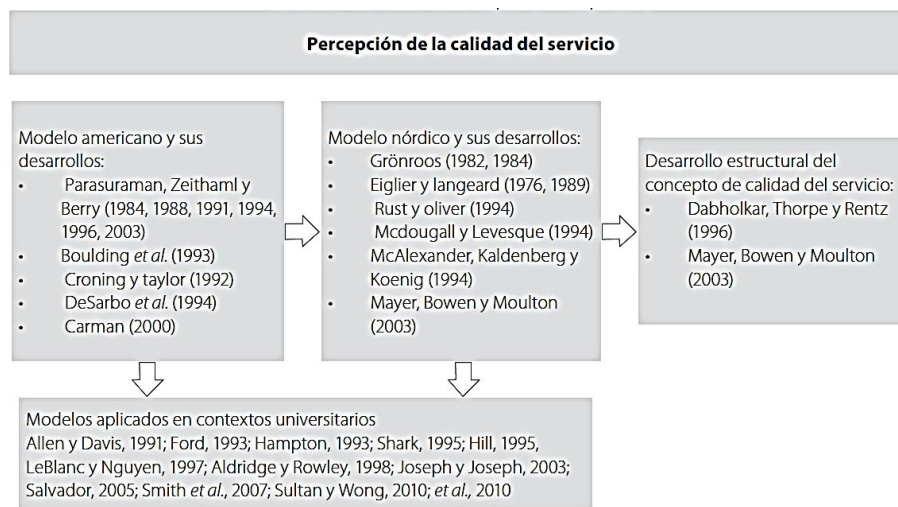 Percepción de la calidad del servicio
Modelo americano y sus
desarrollos:
• Parasuraman, Zeithaml y
Berry (1984, 1988, 1991, 1994,
1996, 2003)
• Boulding et al. (1993)
• Croning y taylor (1992)
• DeSarbo et al. (1994)
• Carman (2000)
Modelo nórdico y sus desarrollos:
• Grönroos (1982, 1984)
• Eiglier y langeard (1976, 1989)
• Rust y oliver (1994)
• Mcdougall y Levesque (1994)
• McAlexander, Kaldenberg y
Koenig (1994)
• Mayer, Bowen y Moulton
(2003)
Desarrollo estructural del
concepto de calidad del servicio:
• Dabholkar, Thorpe y Rentz
(1996)
• Mayer, Bowen y Moulton
(2003)
Modelos aplicados en contextos universitarios
Allen y Davis, 1991; Ford, 1993; Hampton, 1993; Shark, 1995; Hill, 1995,
LeBlanc y Nguyen, 1997; Aldridge y Rowley, 1998; Joseph y Joseph, 2003;
Salvador, 2005; Smith et al., 2007; Sultan y Wong, 2010; et al., 2010